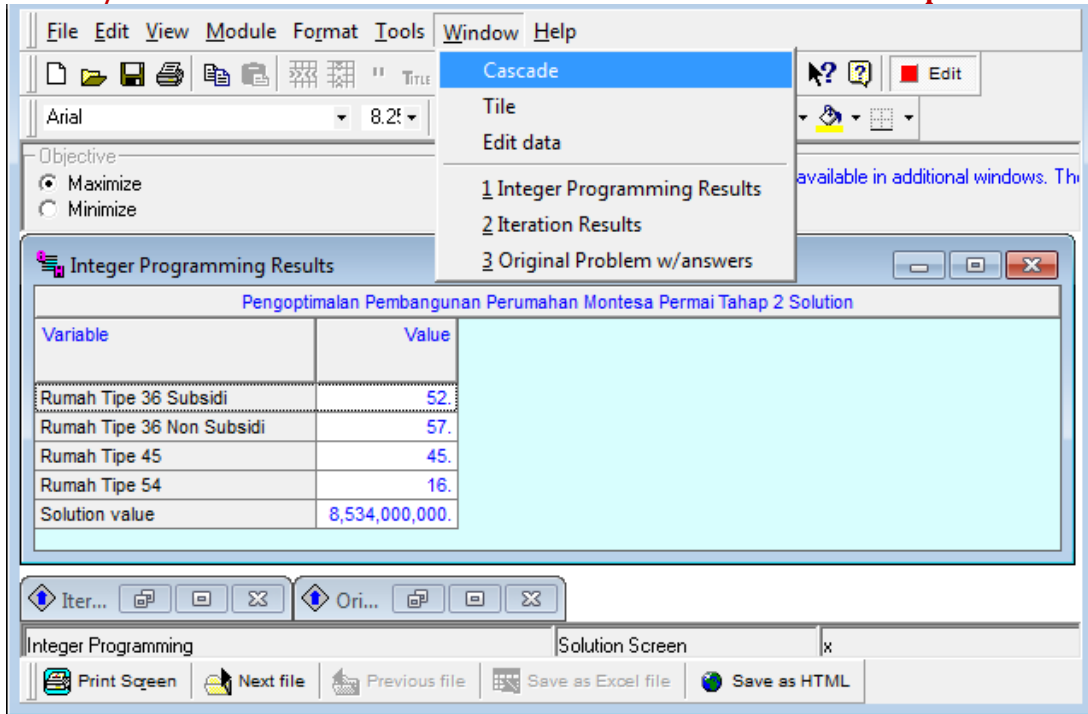 File Edit View Module Format Tools Window Help
TITLE
Edit
Arial 8.2
Cascade
Tile
Edit data
1 Integer Programming Results
2 Iteration Results
3 Original Problem w/answers
Objective
Maximize
Minimize
available in additional windows.
Integer Programming Results
Pengoptimalan Pembangunan Perumahan Montesa Permai Tahap 2 Solution
Variable Value
Rumah Tipe 36 Subsidi 52.
Rumah Tipe 36 Non Subsidi 57.
Rumah Tipe 45 45.
Rumah Tipe 54 16.
Solution value 8,534,000,000.
Iter... Ori...
Integer Programming Solution Screen x
Print Screen Next file Previous file Save as Excel file Save as HTML